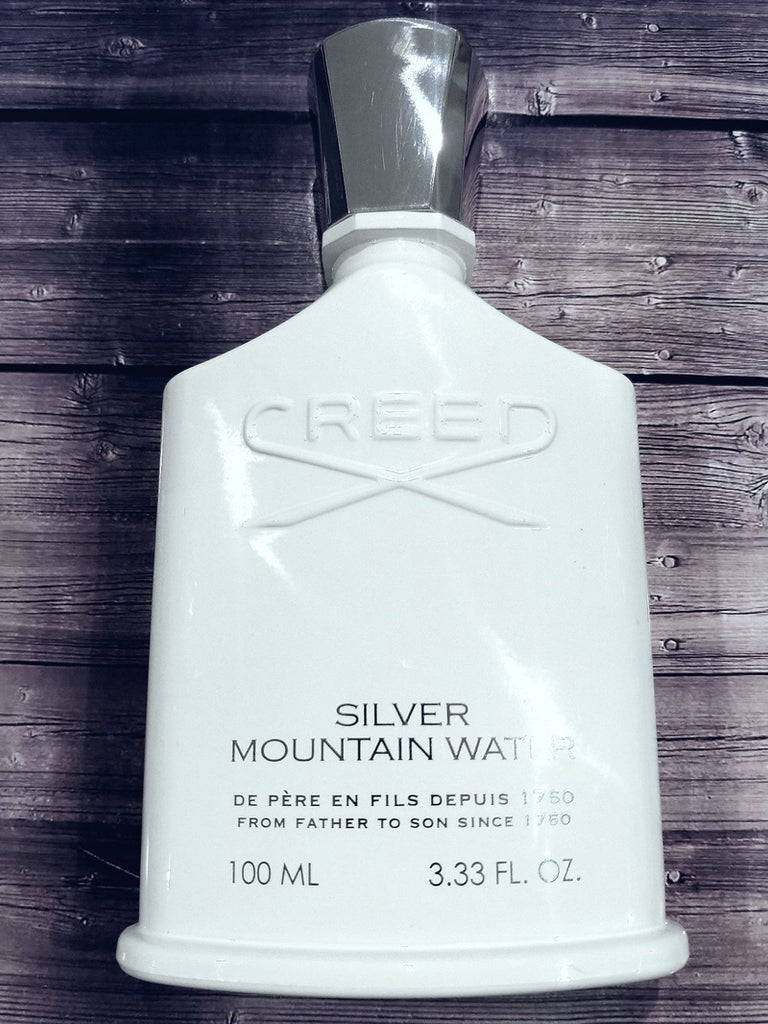 CREED
SILVER
MOUNTAIN WATER
DE PÈRE EN FILS DEPUIS 1760
FROM FATHER TO SON SINCE 1760
100 ML 3.33 FL. OZ.